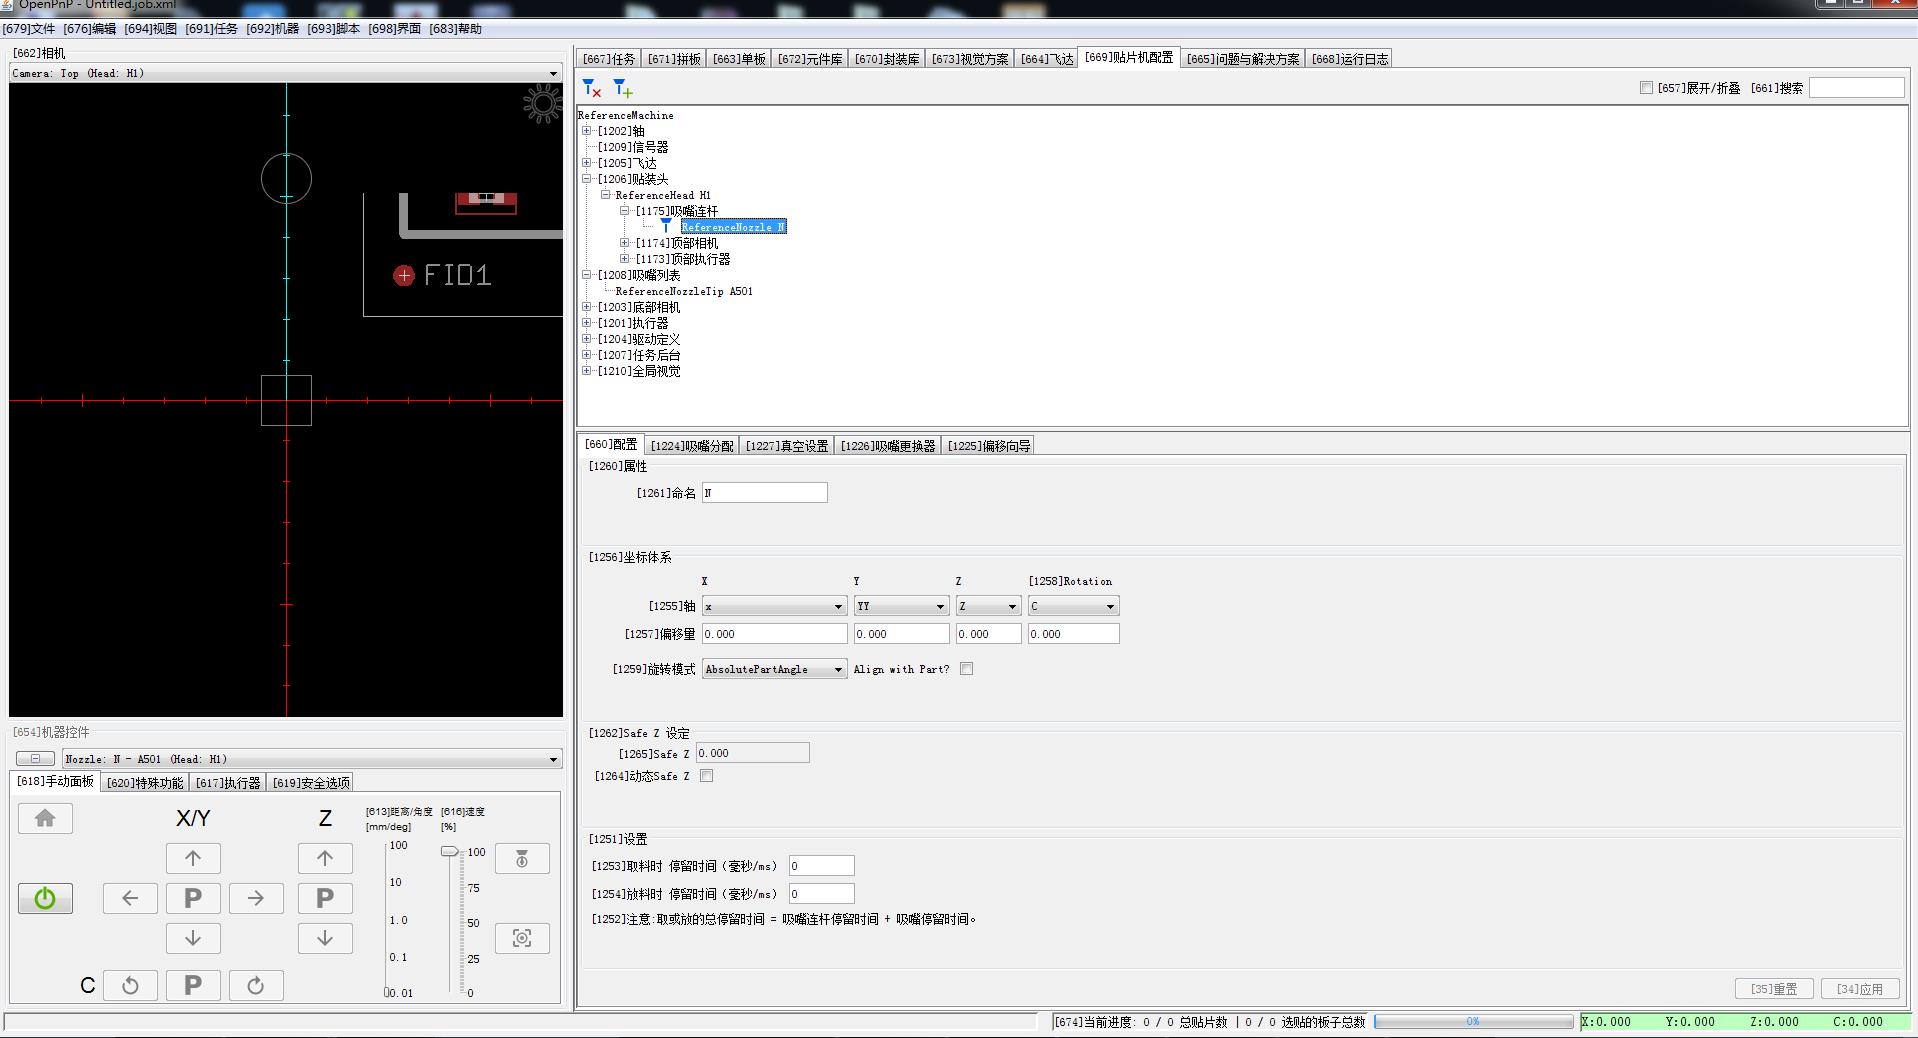 OpenPnP - Untitled.job.xml
[679]文件 [676]编辑 [694]视图 [691]任务 [692]机器 [693]脚本 [698]界面 [683]帮助
[662]相机
Camera: Top (Head: H1)
FID1
[654]机器控件
Nozzle: N - A501 (Head: H1)
[618]手动面板 [620]特殊功能 [617]执行器 [619]安全选项
X/Y Z [613]距离/角度 [616]速度
[mm/deg] [%]
100 100
10 75
P P
1.0 50
0.1 25
C P 0.01 0
[667]任务 [671]拼板 [663]单板 [672]元件库 [670]封装库 [673]视觉方案 [664]飞达 [669]贴片机配置 [665]问题与解决方案 [668]运行日志
[657]展开/折叠 [661]搜索
ReferenceMachine
[1202]轴
[1209]信号器
[1205]飞达
[1206]贴装头
ReferenceHead H1
[1175]吸嘴连杆
ReferenceNozzle N
[1174]顶部相机
[1173]顶部执行器
[1208]吸嘴列表
ReferenceNozzleTip A501
[1203]底部相机
[1201]执行器
[1204]驱动定义
[1207]任务后台
[1210]全局视觉
[660]配置 [1224]吸嘴分配 [1227]真空设置 [1226]吸嘴更换器 [1225]偏移向导
[1260]属性
[1261]命名 N
[1256]坐标体系
X Y Z [1258]Rotation
[1255]轴 x YY Z C
[1257]偏移量 0.000 0.000 0.000 0.000
[1259]旋转模式 AbsolutePartAngle Align with Part?
[1262]Safe Z 设定
[1265]Safe Z 0.000
[1264]动态Safe Z
[1251]设置
[1253]取料时 停留时间（毫秒/ms） 0
[1254]放料时 停留时间（毫秒/ms） 0
[1252]注意:取或放的总停留时间 = 吸嘴连杆停留时间 + 吸嘴停留时间。
[35]重置 [34]应用
[674]当前进度: 0 / 0 总贴片数 | 0 / 0 选贴的板子总数 0% X:0.000 Y:0.000 Z:0.000 C:0.000